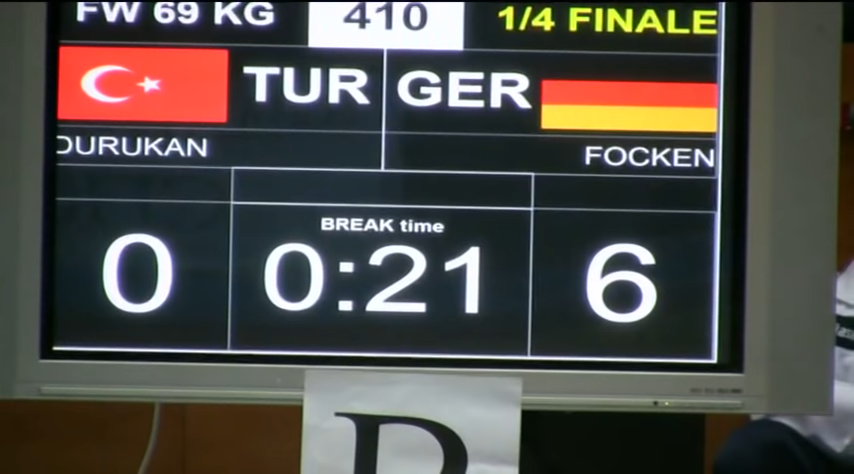 FW 69 KG 410 1/4 FINALE
TUR GER
DURUKAN FOCKEN
BREAK time
0 0:21 6